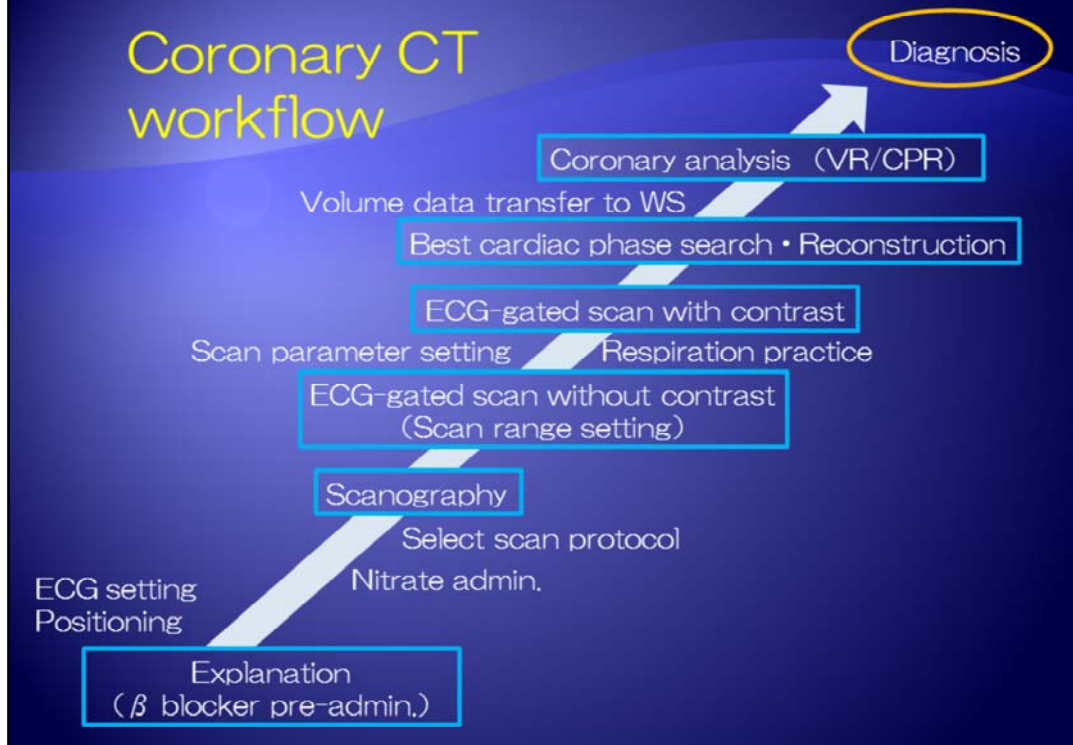 Coronary CT
workflow
Diagnosis
Coronary analysis （VR/CPR）
Volume data transfer to WS
Best cardiac phase search・Reconstruction
ECG-gated scan with contrast
Scan parameter setting
Respiration practice
ECG-gated scan without contrast
（Scan range setting）
Scanography
Select scan protocol
Nitrate admin.
ECG setting
Positioning
Explanation
（β blocker pre-admin.）